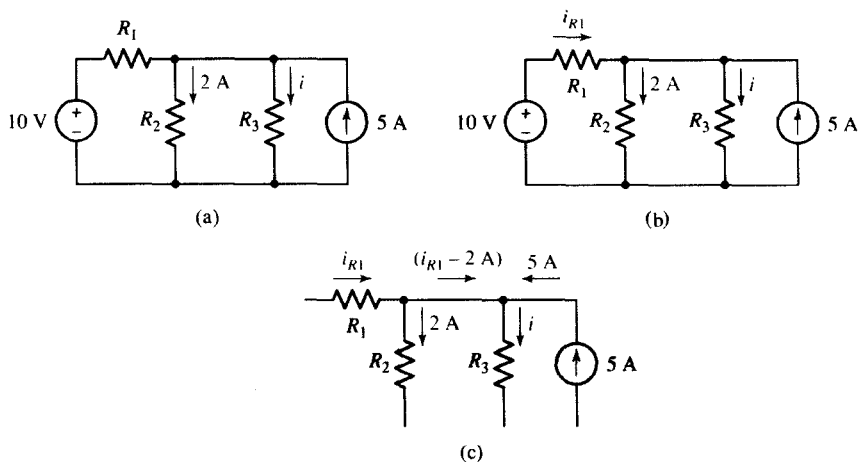 R1
10 V
+
−
R2
2 A
R3
i
5 A
(a)
iR1
R1
10 V
+
−
R2
2 A
R3
i
5 A
(b)
iR1
(iR1 − 2 A)
5 A
R1
2 A
i
R2
R3
5 A
(c)